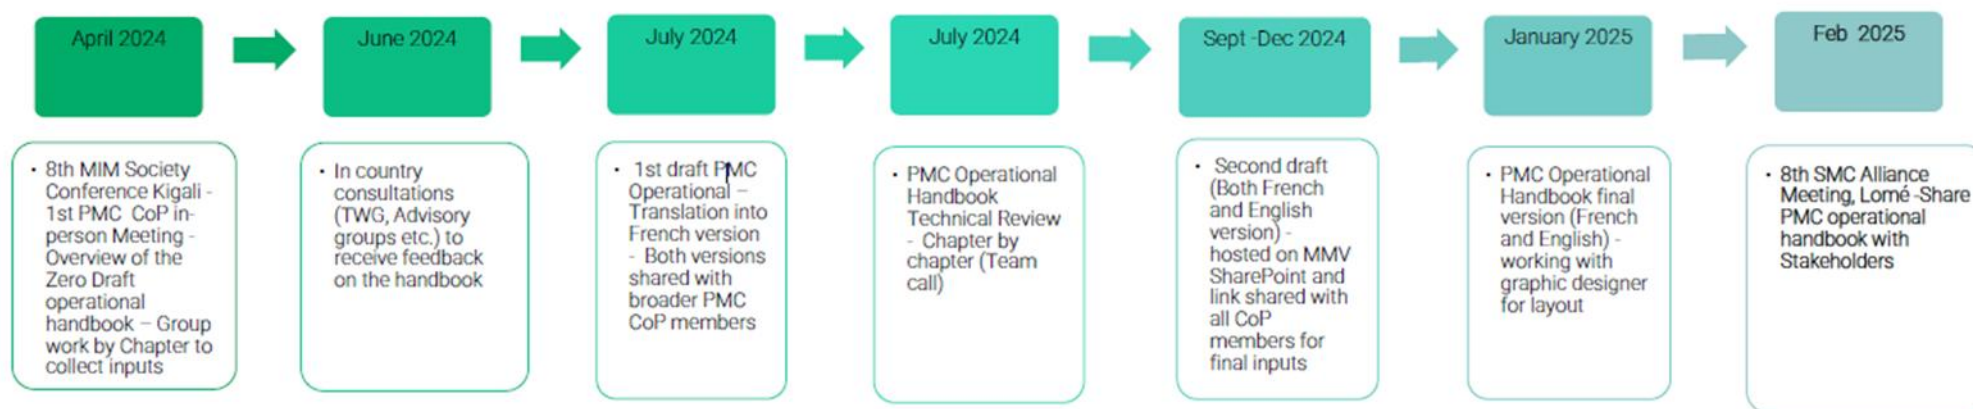 April 2024
June 2024
July 2024
July 2024
Sept -Dec 2024
January 2025
Feb 2025
• 8th MIM Society
Conference Kigali -
1st PMC CoP in-
person Meeting -
Overview of the
Zero Draft
operational
handbook – Group
work by Chapter to
collect inputs
• In country
consultations
(TWG, Advisory
groups etc.) to
receive feedback
on the handbook
• 1st draft PMC
Operational –
Translation into
French version
- Both versions
shared with
broader PMC
CoP members
• PMC Operational
Handbook
Technical Review
- Chapter by
chapter (Team
call)
• Second draft
(Both French
and English
version) -
hosted on MMV
SharePoint and
link shared with
all CoP
members for
final inputs
• PMC Operational
Handbook final
version (French
and English) -
working with
graphic designer
for layout
• 8th SMC Alliance
Meeting, Lomé -Share
PMC operational
handbook with
Stakeholders